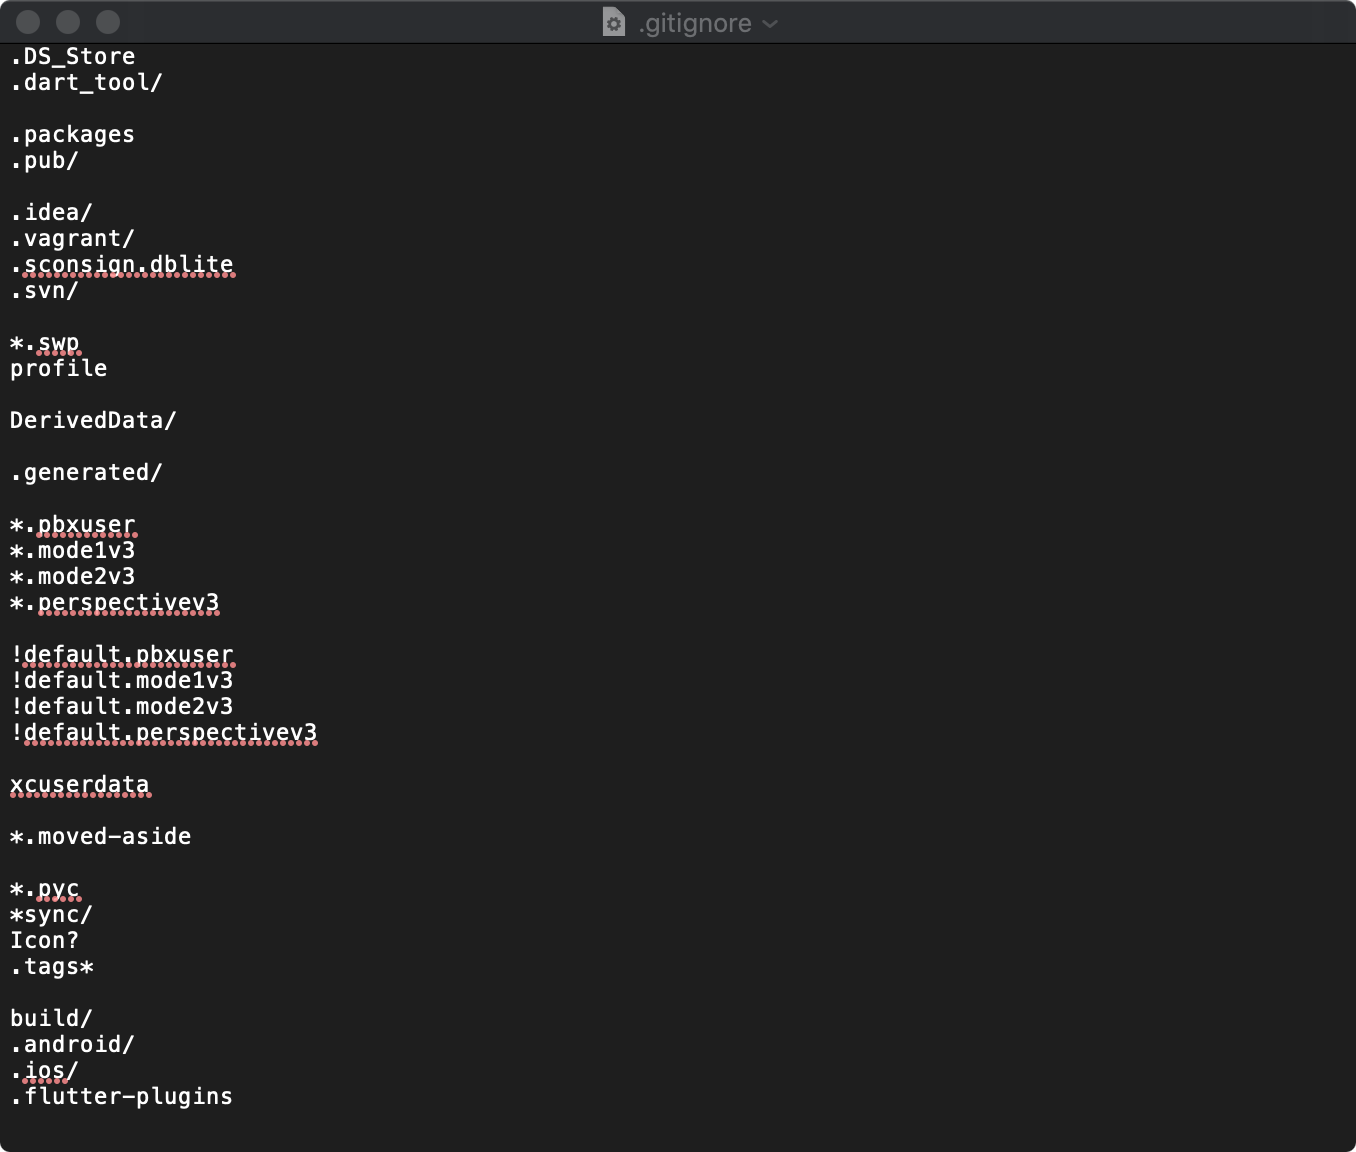 .gitignore
.DS_Store
.dart_tool/
.packages
.pub/
.idea/
.vagrant/
.sconsign.dblite
.svn/
*.swp
profile
DerivedData/
.generated/
*.pbxuser
*.mode1v3
*.mode2v3
*.perspectivev3
!default.pbxuser
!default.mode1v3
!default.mode2v3
!default.perspectivev3
xcuserdata
*.moved-aside
*.pyc
*sync/
Icon?
.tags*
build/
.android/
.ios/
.flutter-plugins